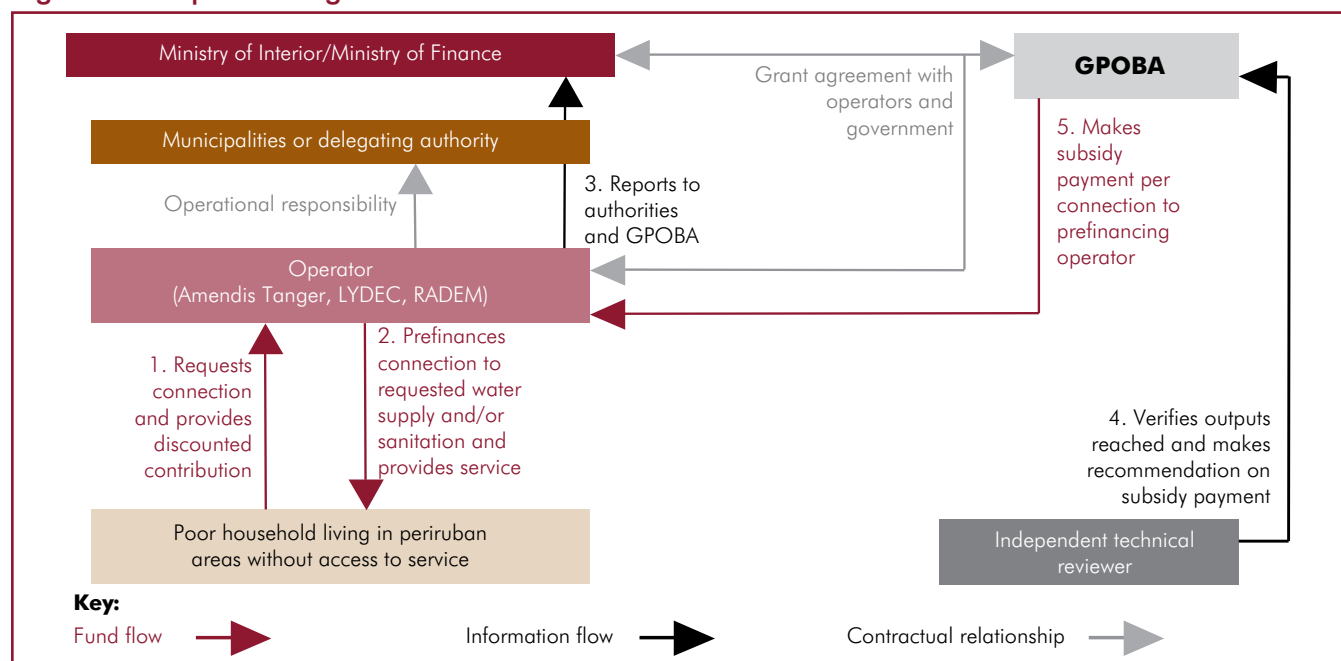 Ministry of Interior/Ministry of Finance
GPOBA
Grant agreement with
operators and
government
Municipalities or delegating authority
Operational responsibility
3. Reports to
authorities
and GPOBA
5. Makes
subsidy
payment per
connection to
prefinancing
operator
Operator
(Amendis Tanger, LYDEC, RADEM)
1. Requests
connection
and provides
discounted
contribution
2. Prefinances
connection to
requested water
supply and/or
sanitation and
provides service
4. Verifies outputs
reached and makes
recommendation on
subsidy payment
Poor household living in periruban
areas without access to service
Independent technical
reviewer
Key:
Fund flow
Information flow
Contractual relationship